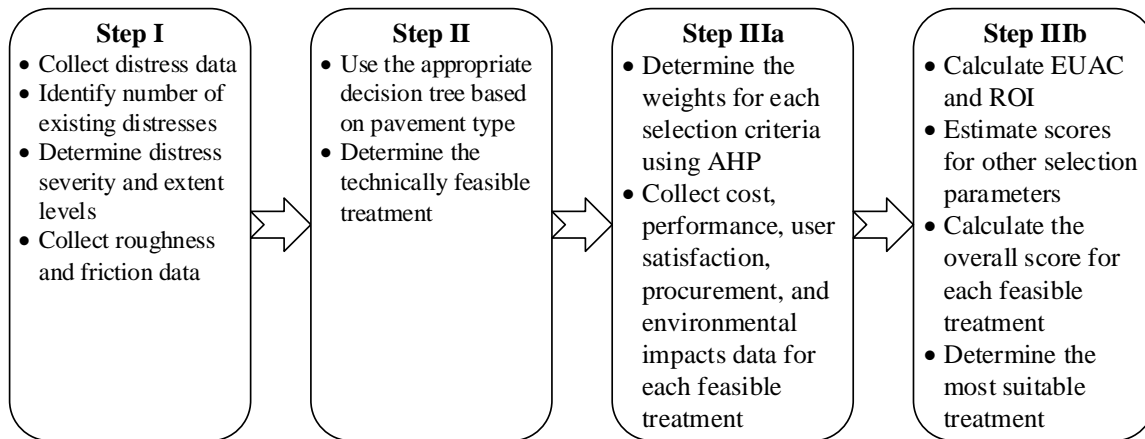 Step I
• Collect distress data
• Identify number of
existing distresses
• Determine distress
severity and extent
levels
• Collect roughness
and friction data
Step II
• Use the appropriate
decision tree based
on pavement type
• Determine the
technically feasible
treatment
Step IIIa
• Determine the
weights for each
selection criteria
using AHP
• Collect cost,
performance, user
satisfaction,
procurement, and
environmental
impacts data for
each feasible
treatment
Step IIIb
• Calculate EUAC
and ROI
• Estimate scores
for other selection
parameters
• Calculate the
overall score for
each feasible
treatment
• Determine the
most suitable
treatment